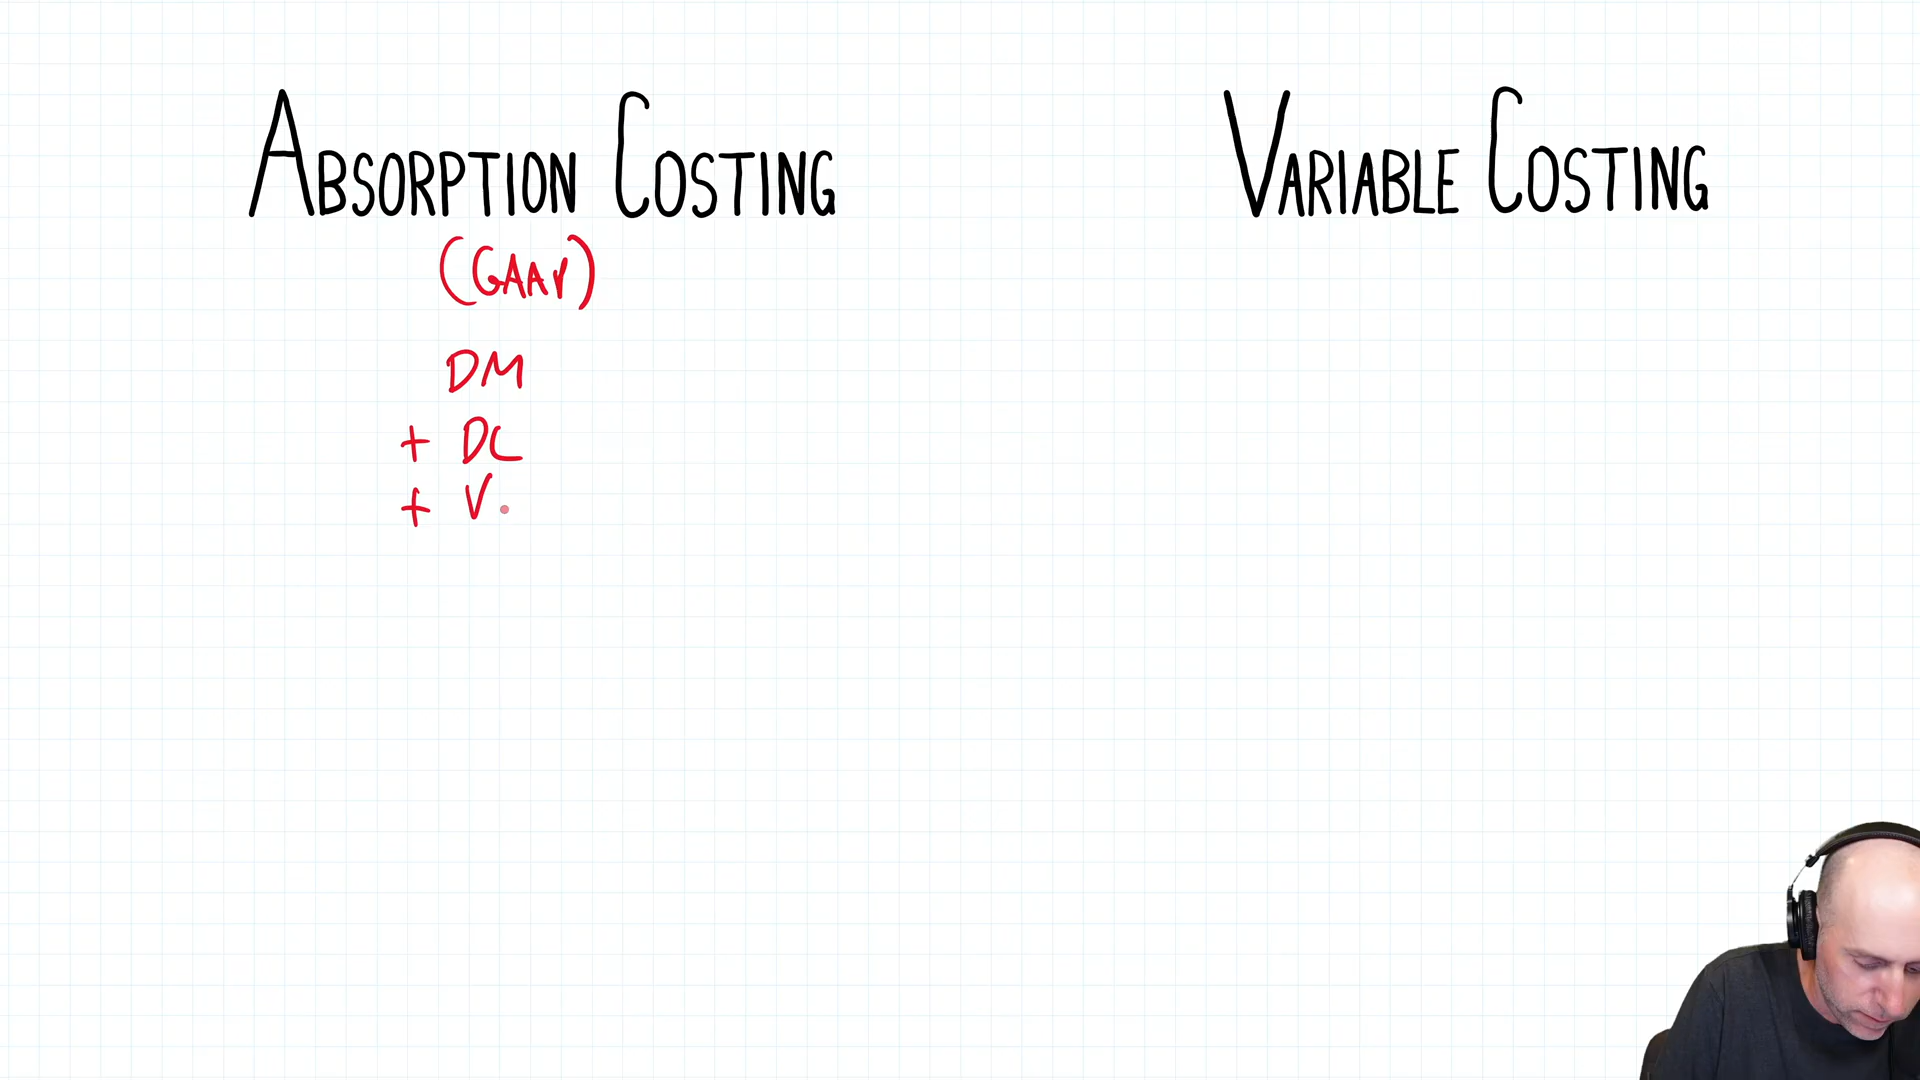 ABSORPTION COSTING
(GAAP)
DM
+ DL
+ V
VARIABLE COSTING